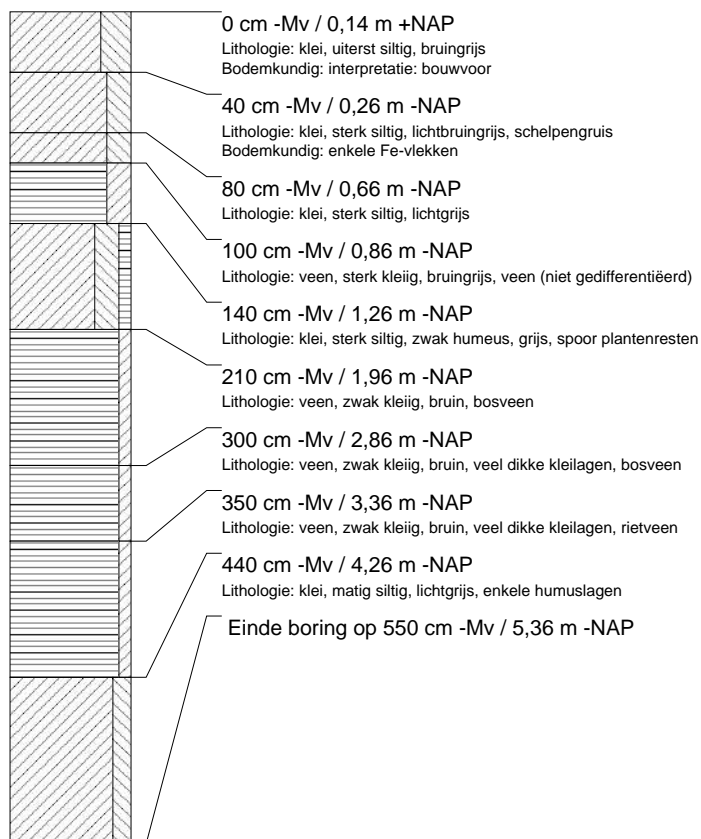 0 cm -Mv / 0,14 m +NAP
Lithologie: klei, uiterst siltig, bruingrijs
Bodemkundig: interpretatie: bouwvoor
40 cm -Mv / 0,26 m -NAP
Lithologie: klei, sterk siltig, lichtbruingrijs, schelpengruis
Bodemkundig: enkele Fe-vlekken
80 cm -Mv / 0,66 m -NAP
Lithologie: klei, sterk siltig, lichtgrijs
100 cm -Mv / 0,86 m -NAP
Lithologie: veen, sterk kleiig, bruingrijs, veen (niet gedifferentiëerd)
140 cm -Mv / 1,26 m -NAP
Lithologie: klei, sterk siltig, zwak humeus, grijs, spoor plantenresten
210 cm -Mv / 1,96 m -NAP
Lithologie: veen, zwak kleiig, bruin, bosveen
300 cm -Mv / 2,86 m -NAP
Lithologie: veen, zwak kleiig, bruin, veel dikke kleilagen, bosveen
350 cm -Mv / 3,36 m -NAP
Lithologie: veen, zwak kleiig, bruin, veel dikke kleilagen, rietveen
440 cm -Mv / 4,26 m -NAP
Lithologie: klei, matig siltig, lichtgrijs, enkele humuslagen
Einde boring op 550 cm -Mv / 5,36 m -NAP